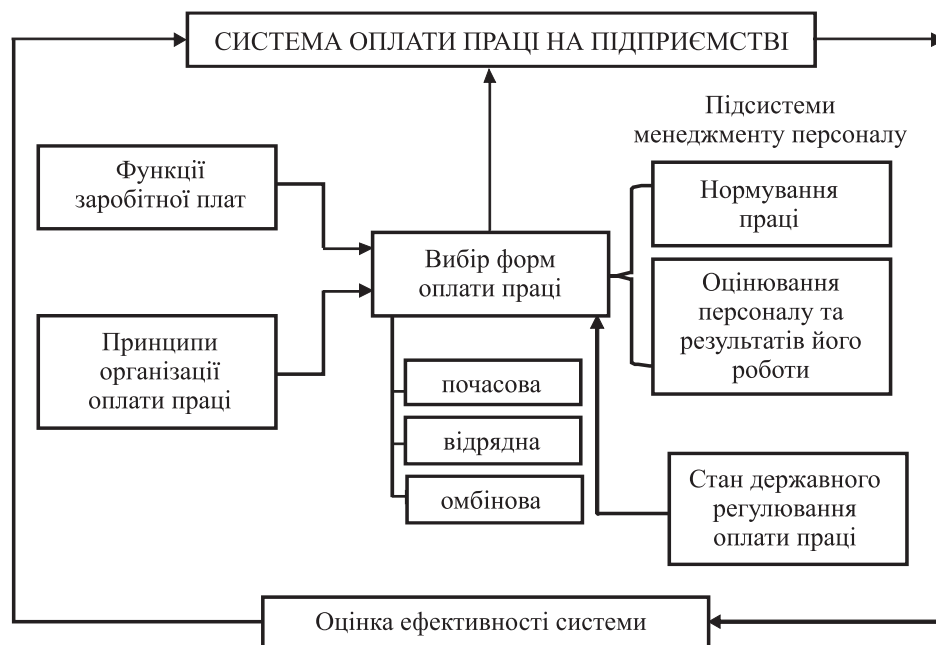 СИСТЕМА ОПЛАТИ ПРАЦІ НА ПІДПРИЄМСТВІ
Підсистеми
менеджменту персоналу
Функції
заробітної плат
Нормування
праці
Вибір форм
оплати праці
Оцінювання
персоналу та
результатів його
роботи
Принципи
організації
оплати праці
почасова
відрядна
омбінова
Стан державного
регулювання
оплати праці
Оцінка ефективності системи